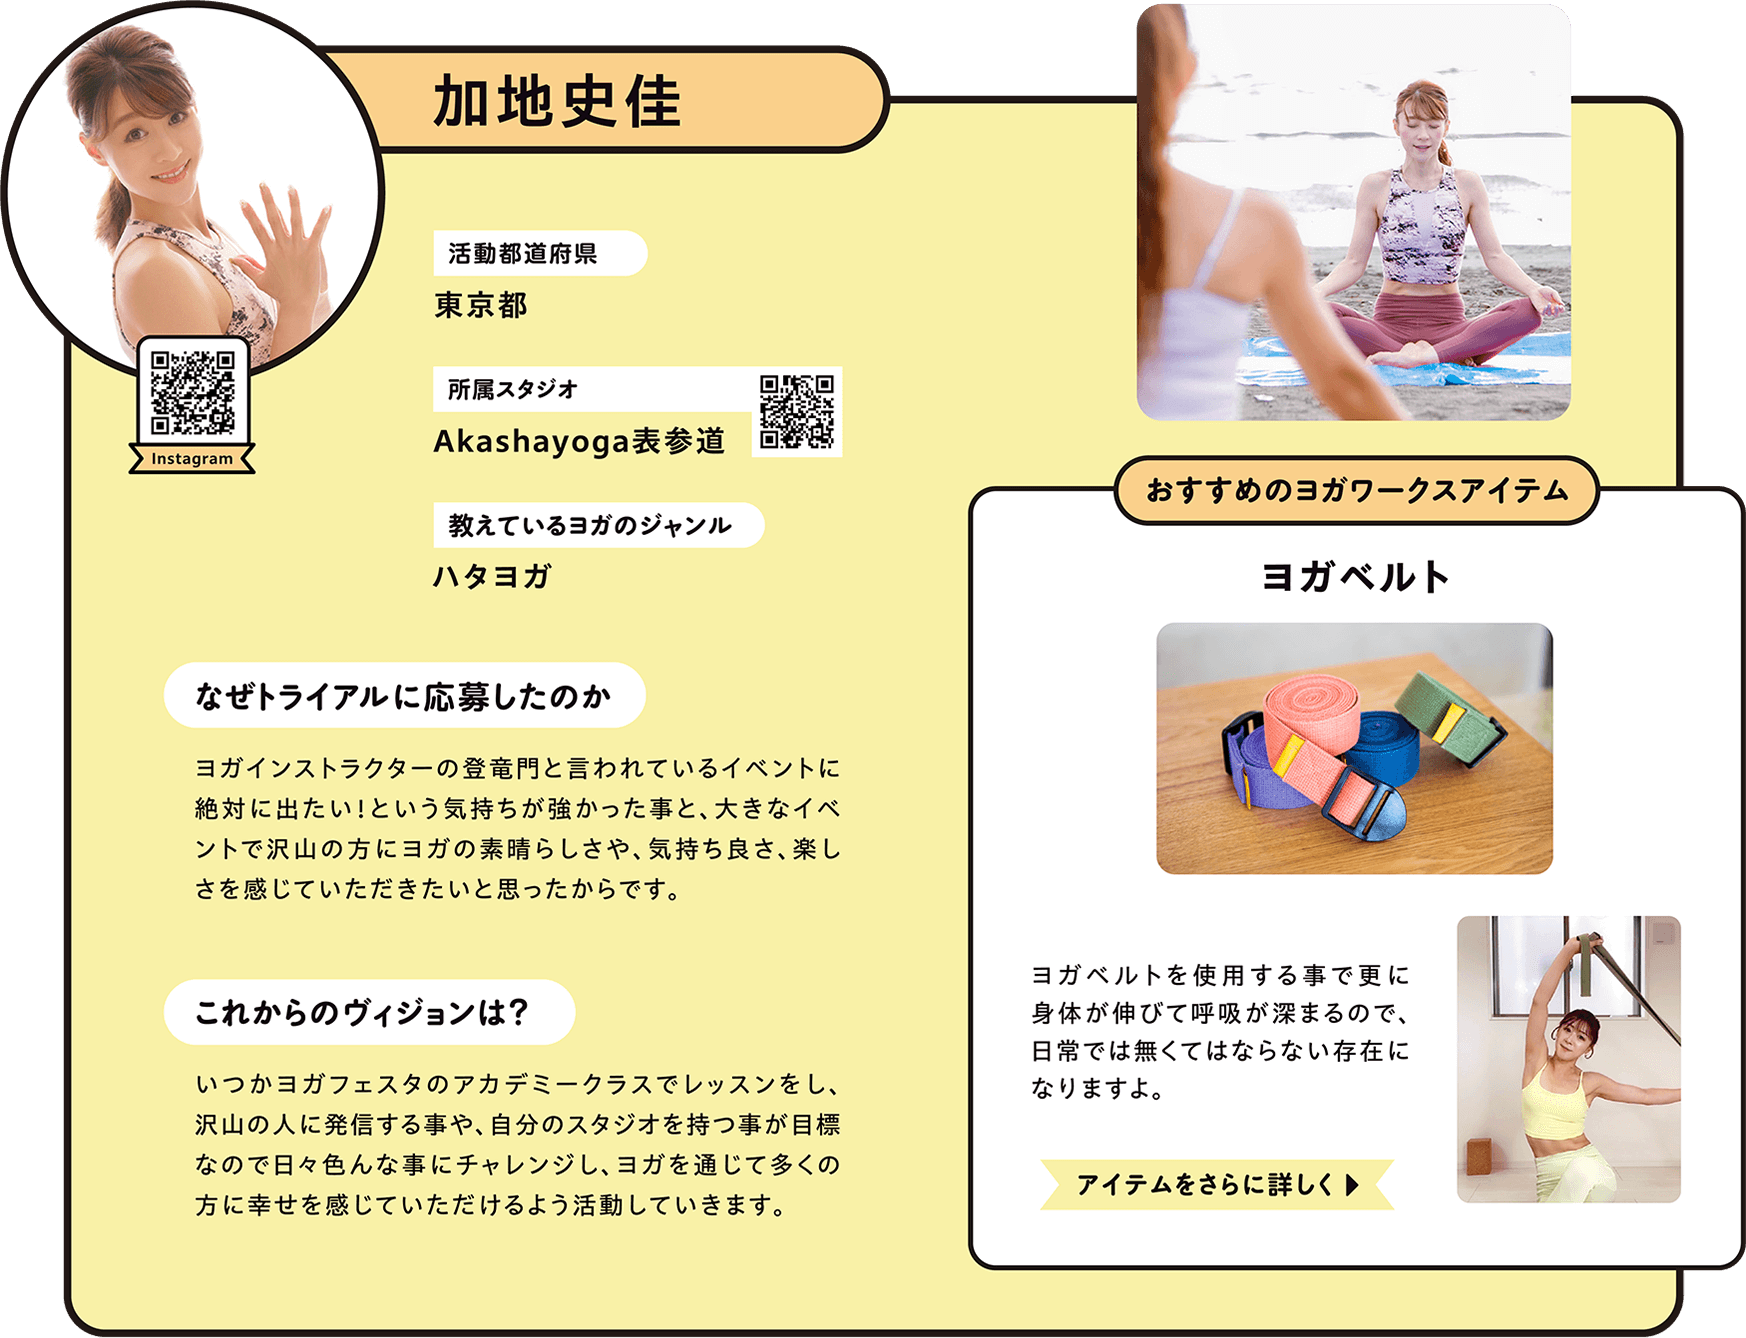 加地史佳
活動都道府県
東京都
所属スタジオ
Akashayoga表参道
Instagram
教えているヨガのジャンル
ハタヨガ
なぜトライアルに応募したのか
ヨガインストラクターの登竜門と言われているイベントに
絶対に出たい！という気持ちが強かった事と、大きなイベ
ントで沢山の方にヨガの素晴らしさや、気持ち良さ、楽し
さを感じていただきたいと思ったからです。
これからのヴィジョンは？
いつかヨガフェスタのアカデミークラスでレッスンをし、
沢山の人に発信する事や、自分のスタジオを持つ事が目標
なので日々色んな事にチャレンジし、ヨガを通じて多くの
方に幸せを感じていただけるよう活動していきます。
おすすめのヨガワークスアイテム
ヨガベルト
ヨガベルトを使用する事で更に
身体が伸びて呼吸が深まるので、
日常では無くてはならない存在に
なりますよ。
アイテムをさらに詳しく▶